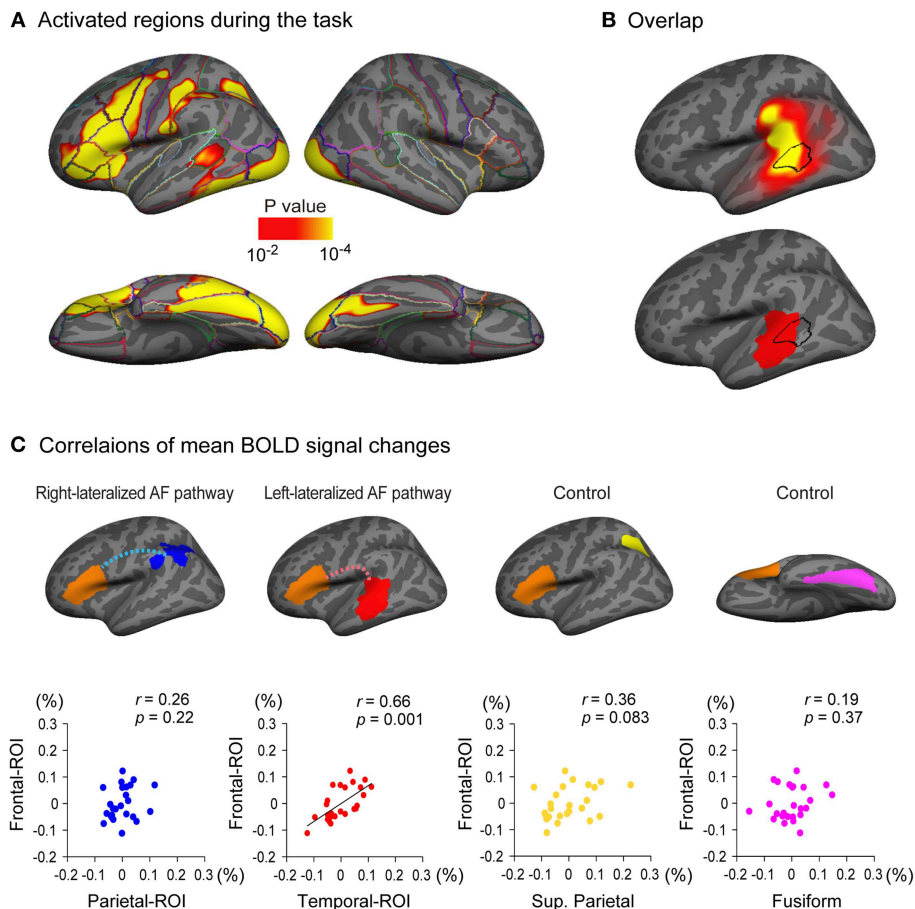 A Activated regions during the task
B Overlap
P value
10-2 10-4
C Correlaions of mean BOLD signal changes
Right-lateralized AF pathway
Left-lateralized AF pathway
Control
Control
(%)
r = 0.26
p = 0.22
0.3
0.2
0.1
0
-0.1
-0.2
Frontal-ROI
-0.2 -0.1 0 0.1 0.2 0.3 (%)
Parietal-ROI
(%)
r = 0.66
p = 0.001
0.3
0.2
0.1
0
-0.1
-0.2
Frontal-ROI
-0.2 -0.1 0 0.1 0.2 0.3 (%)
Temporal-ROI
(%)
r = 0.36
p = 0.083
0.3
0.2
0.1
0
-0.1
-0.2
Frontal-ROI
-0.2 -0.1 0 0.1 0.2 0.3 (%)
Sup. Parietal
(%)
r = 0.19
p = 0.37
0.3
0.2
0.1
0
-0.1
-0.2
Frontal-ROI
-0.2 -0.1 0 0.1 0.2 0.3 (%)
Fusiform